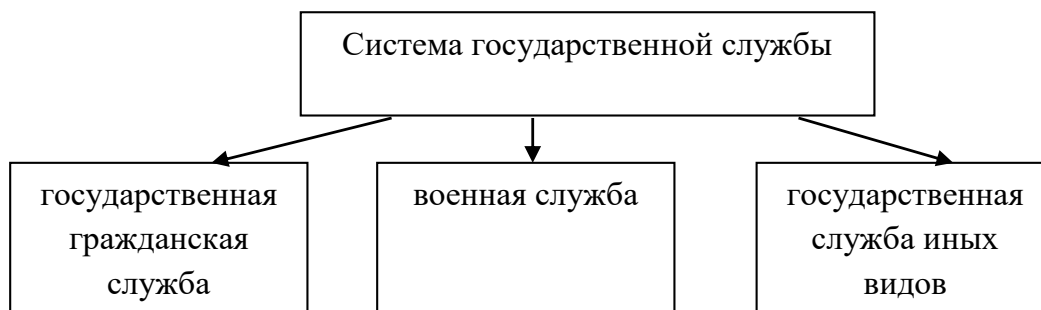 Система государственной службы
государственная
гражданская
служба
военная служба
государственная
служба иных
видов